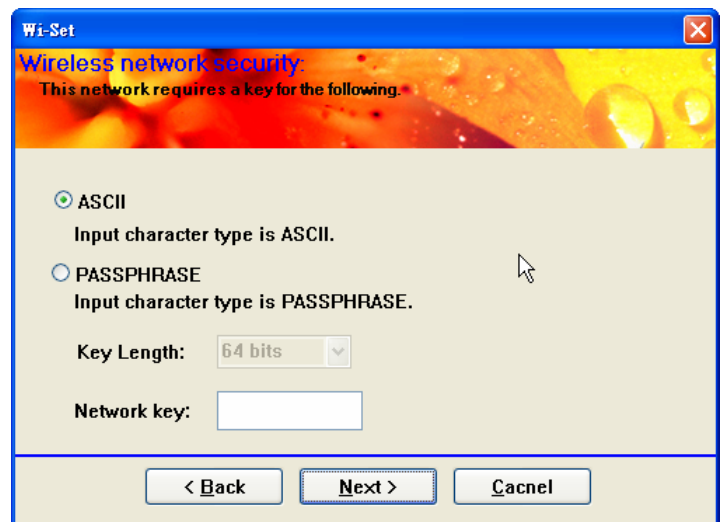 Wi-Set
Wireless network security:
This network requires a key for the following.
ASCII
Input character type is ASCII.
PASSPHRASE
Input character type is PASSPHRASE.
Key Length: 64 bits
Network key:
< Back Next > Cacnel